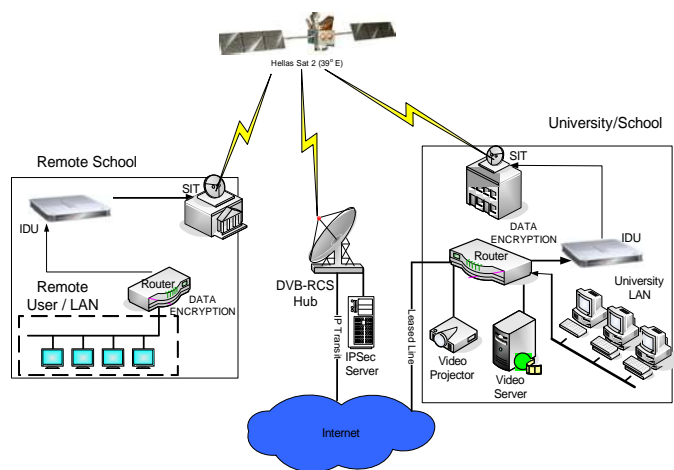 Hellas Sat 2 (39° E)
University/School
Remote School
SIT
SIT
IDU
DATA
ENCRYPTION
Router
IDU
Remote
User / LAN
Router
DATA
ENCRYPTION
DVB-RCS
Hub
University
LAN
IP Transit
IPSec
Server
Leased Line
Video
Projector
Video
Server
Internet